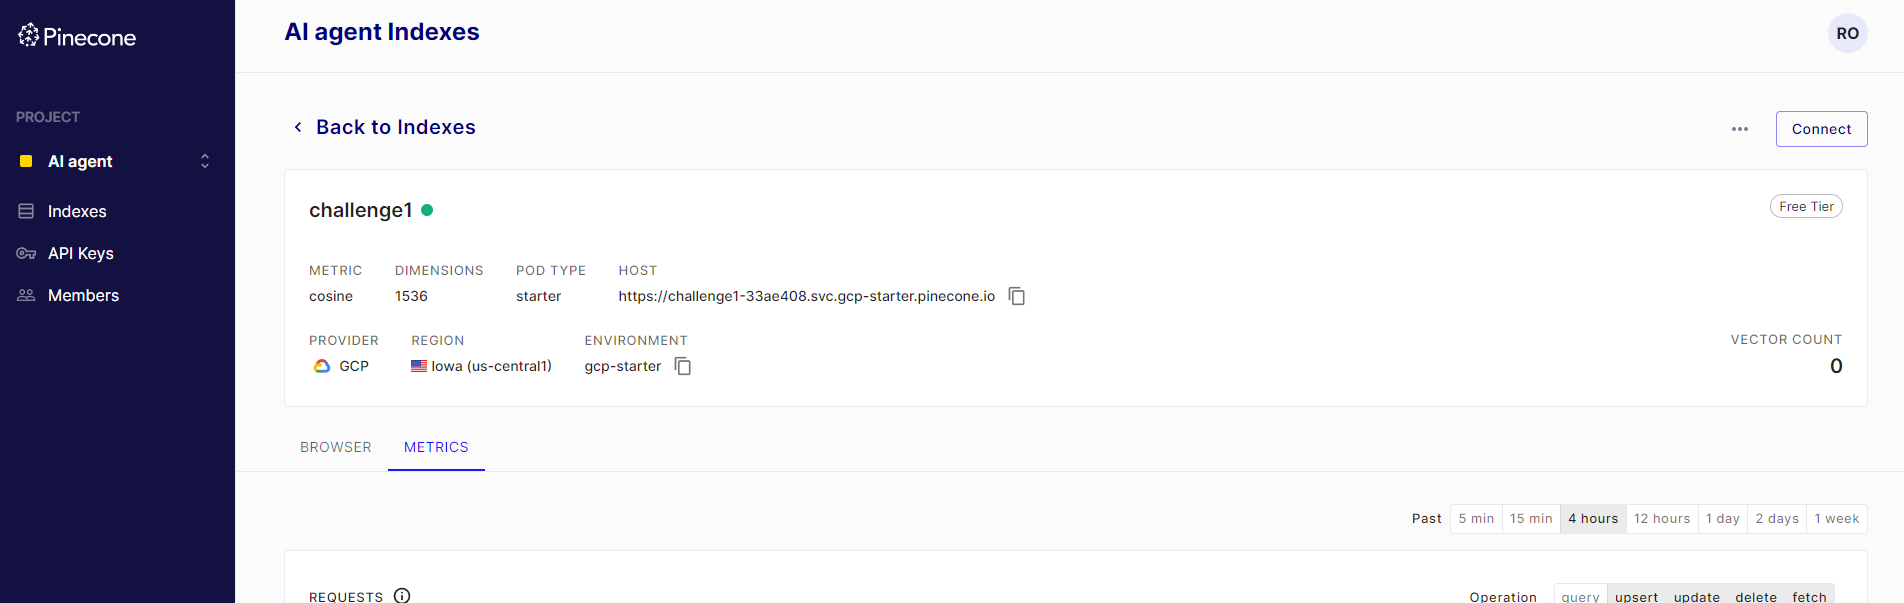 Pinecone
AI agent Indexes
RO
PROJECT
AI agent
Indexes
API Keys
Members
Back to Indexes
Connect
challenge1
Free Tier
METRIC DIMENSIONS POD TYPE HOST
cosine 1536 starter https://challenge1-33ae408.svc.gcp-starter.pinecone.io
PROVIDER REGION ENVIRONMENT VECTOR COUNT
GCP Iowa (us-central1) gcp-starter 0
BROWSER METRICS
Past 5 min 15 min 4 hours 12 hours 1 day 2 days 1 week
REQUESTS Operation query upsert update delete fetch